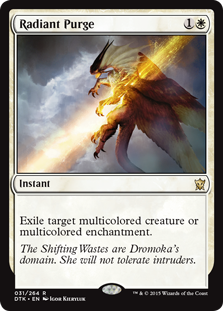 Radiant Purge 1
Instant
Exile target multicolored creature or
multicolored enchantment.
The Shifting Wastes are Dromoka's
domain. She will not tolerate intruders.
031/264 R
DTK • EN Igor Kieryluk
™ & © 2015 Wizards of the Coast